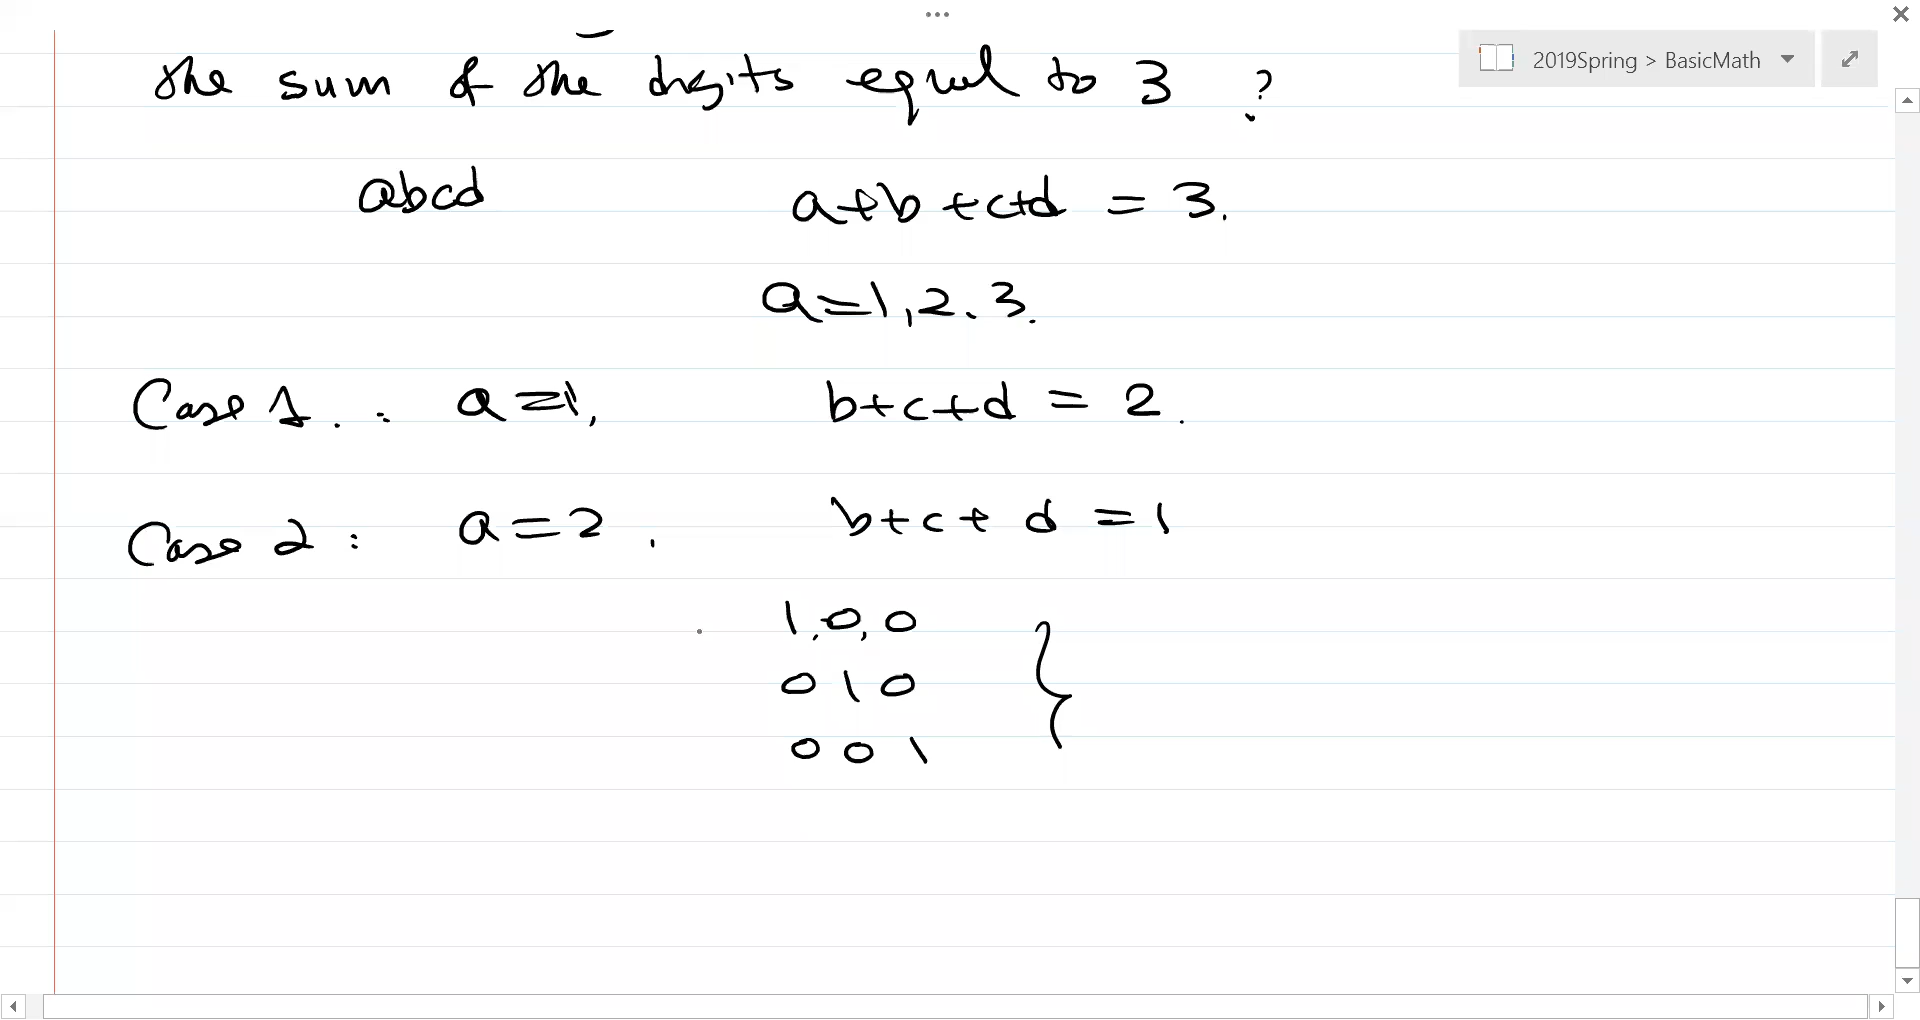 2019Spring > BasicMath
the sum of the digits equal to 3 ?
abcd a+b+c+d = 3.
a=1,2,3.
Case 1. : a=1, b+c+d = 2.
Case 2 : a=2, b+c+d = 1
1,0,0
0 1 0
0 0 1